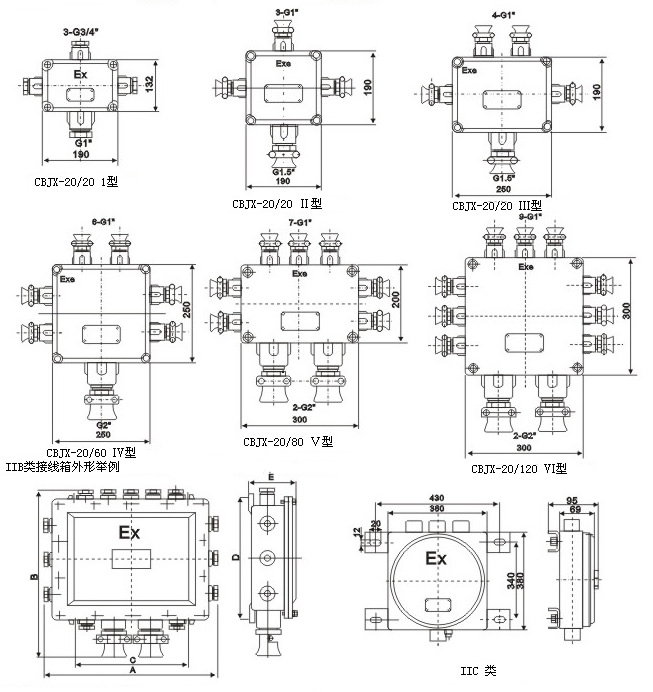 3-G3/4"
Ex
132
G1"
190
CBJX-20/20 1型
3-G1"
Exe
190
G1.5"
190
CBJX-20/20 Ⅱ型
4-G1"
Exe
190
G1.5"
250
CBJX-20/20 III型
6-G1"
Exe
250
G2"
250
CBJX-20/60 IV型
7-G1"
Exe
200
2-G2"
300
CBJX-20/80 Ⅴ型
9-G1"
Exe
300
2-G2"
300
CBJX-20/120 VI型
IIB类接线箱外形举例
Ex
B
C
A
E
D
430
380
20
12
Ex
340
380
95
69
IIC 类